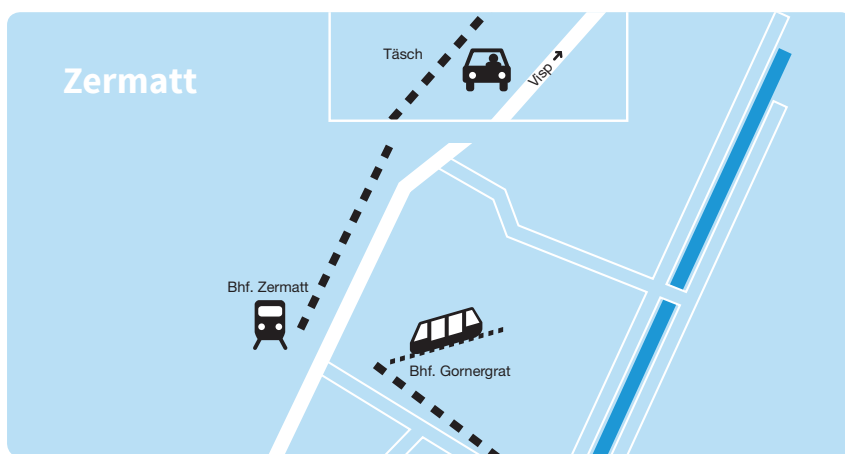 Täsch
Visp
Zermatt
Bhf. Zermatt
Bhf. Gornergrat